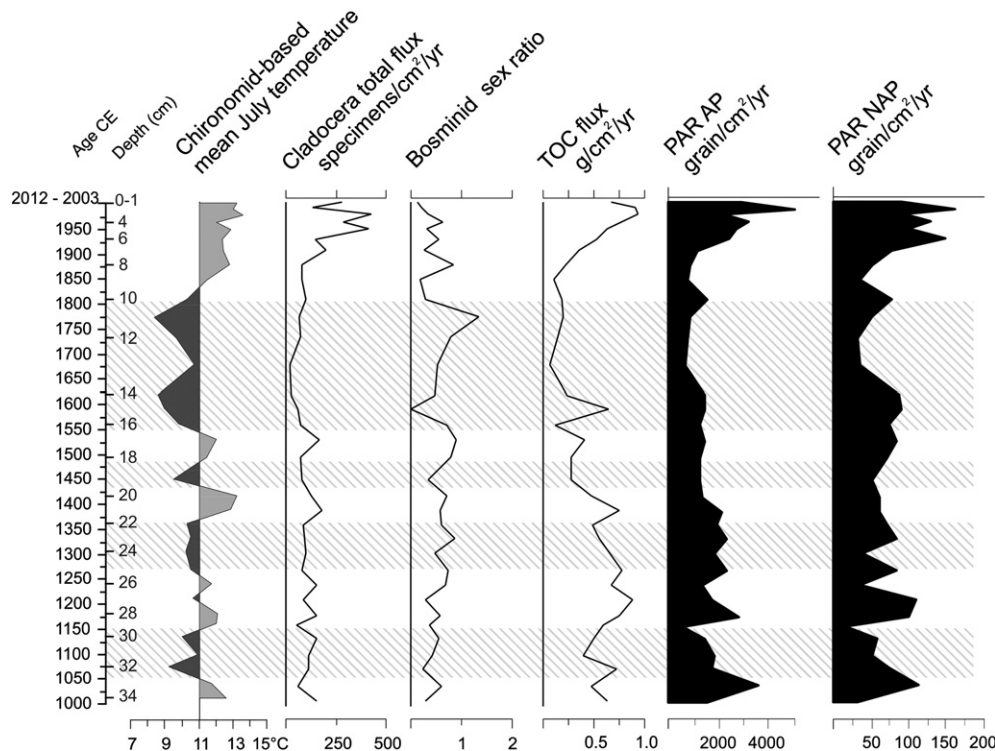 Age CE
Depth (cm)
Chironomid-based
mean July temperature
Cladocera total flux
specimens/cm²/yr
Bosminid sex ratio
TOC flux
g/cm²/yr
PAR AP
grain/cm²/yr
PAR NAP
grain/cm²/yr
2012 - 2003 0-1
4
1950
6
1900
8
1850
10
1800
1750
12
1700
1650
14
1600
16
1550
1500
18
1450
20
1400
22
1350
24
1300
1250
26
1200
28
1150
30
1100
32
1050
34
1000
7 9 11 13 15°C
250 500
1 2
0.5 1.0
2000 4000
50 100 150 200